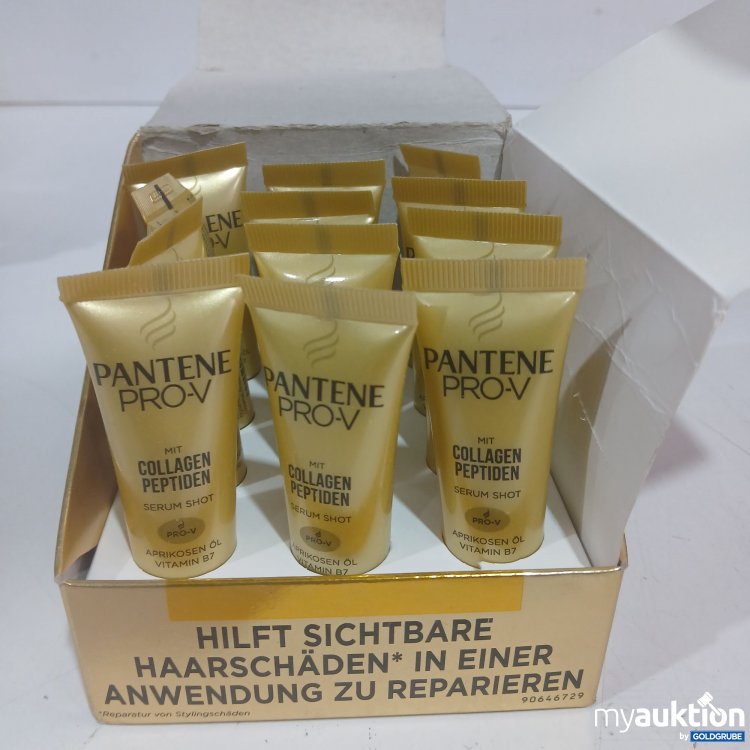 ENE
O-V
PANTENE
PRO-V
MIT
COLLAGEN
PEPTIDEN
SERUM SHOT
PRO-V
APRIKOSEN ÖL
VITAMIN B7
PANTENE
PRO-V
MIT
COLLAGEN
PEPTIDEN
SERUM SHOT
PRO-V
APRIKOSEN ÖL
VITAMIN B7
PANTENE
PRO-V
MIT
COLLAGEN
PEPTIDEN
SERUM SHOT
PRO-V
APRIKOSEN ÖL
VITAMIN B7
HILFT SICHTBARE
HAARSCHÄDEN* IN EINER
ANWENDUNG ZU REPARIEREN
90646729
*Reparatur von Stylingschäden
myauktion
by GOLDGRUBE